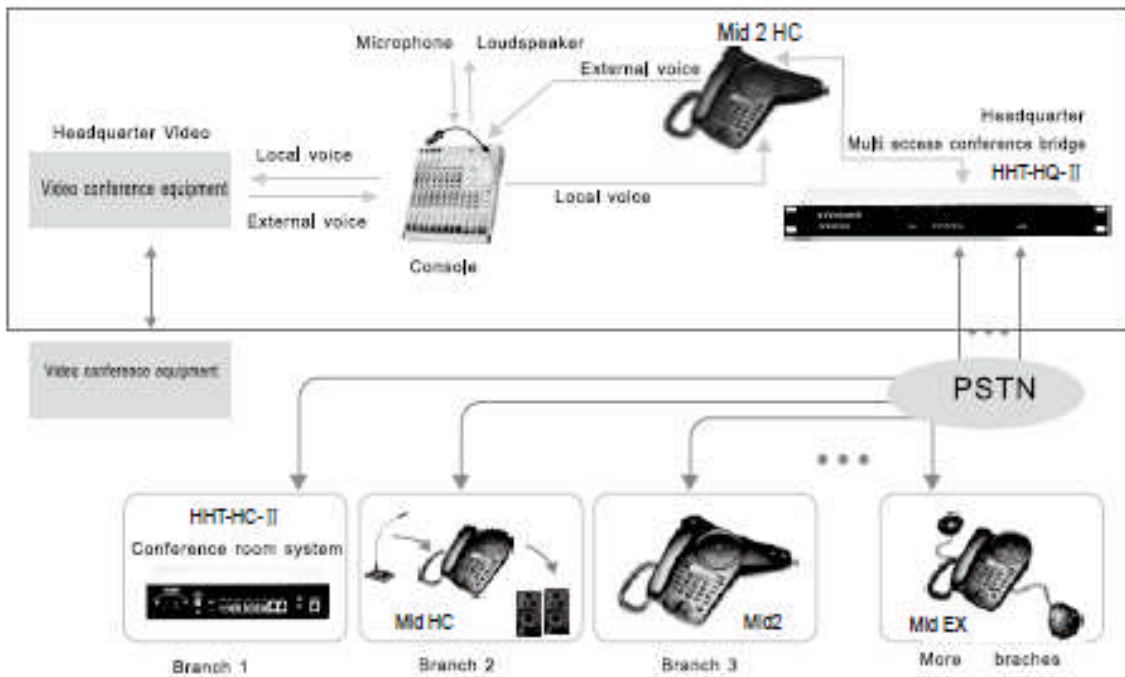 Mid 2 HC
Microphone
Loudspeaker
External voice
Headquarter
Multi access conference bridge
HHT-HQ-II
Headquarter Video
Video conference equipment
Local voice
External voice
Local voice
Console
Video conference equipment
PSTN
HHT-HC-II
Conference room system
Mid HC
Mid2
Mid EX
Branch 1
Branch 2
Branch 3
More braches